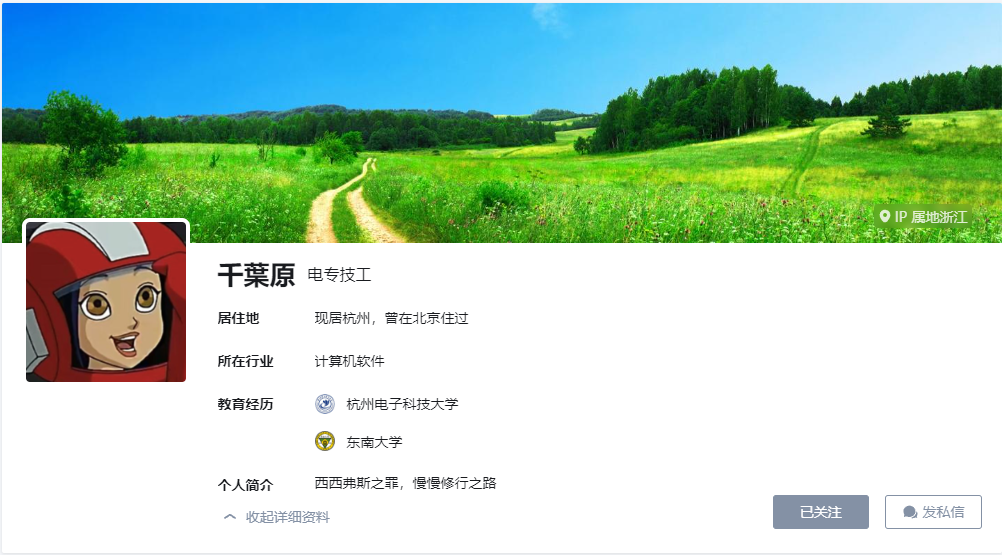 IP 属地浙江
千葉原 电专技工
居住地 现居杭州，曾在北京住过
所在行业 计算机软件
教育经历 杭州电子科技大学
东南大学
个人简介 西西弗斯之罪，慢慢修行之路
收起详细资料
已关注 发私信